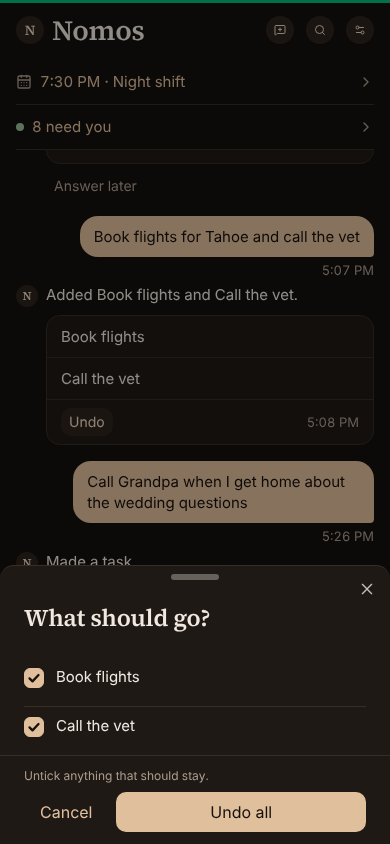 N Nomos
7:30 PM · Night shift
8 need you
Answer later
Book flights for Tahoe and call the vet
5:07 PM
N Added Book flights and Call the vet.
Book flights
Call the vet
Undo 5:08 PM
Call Grandpa when I get home about
the wedding questions
5:26 PM
N Made a task
What should go?
Book flights
Call the vet
Untick anything that should stay.
Cancel Undo all